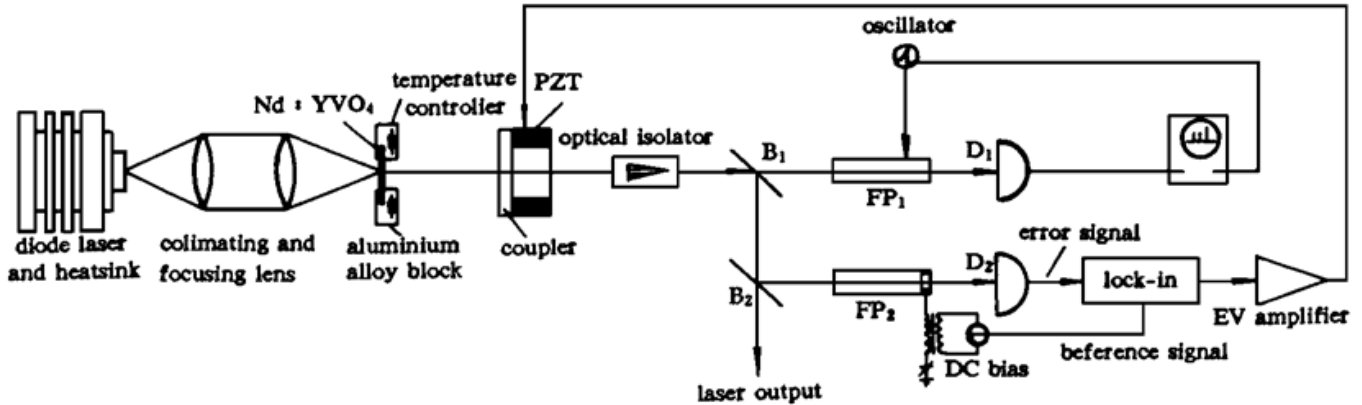 oscillator
temperature
controlier
PZT
Nd : YVO₄
optical isolator
B₁
D₁
FP₁
diode laser
and heatsink
colimating and
focusing lens
aluminium
alloy block
coupler
error signal
B₂
D₂
lock-in
FP₂
EV amplifier
beference signal
DC bias
laser output